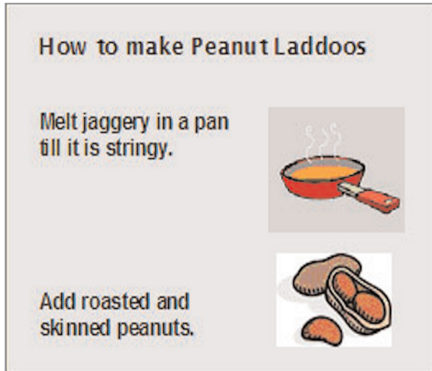 How to make Peanut Laddoos
Melt jaggery in a pan
till it is stringy.
Add roasted and
skinned peanuts.